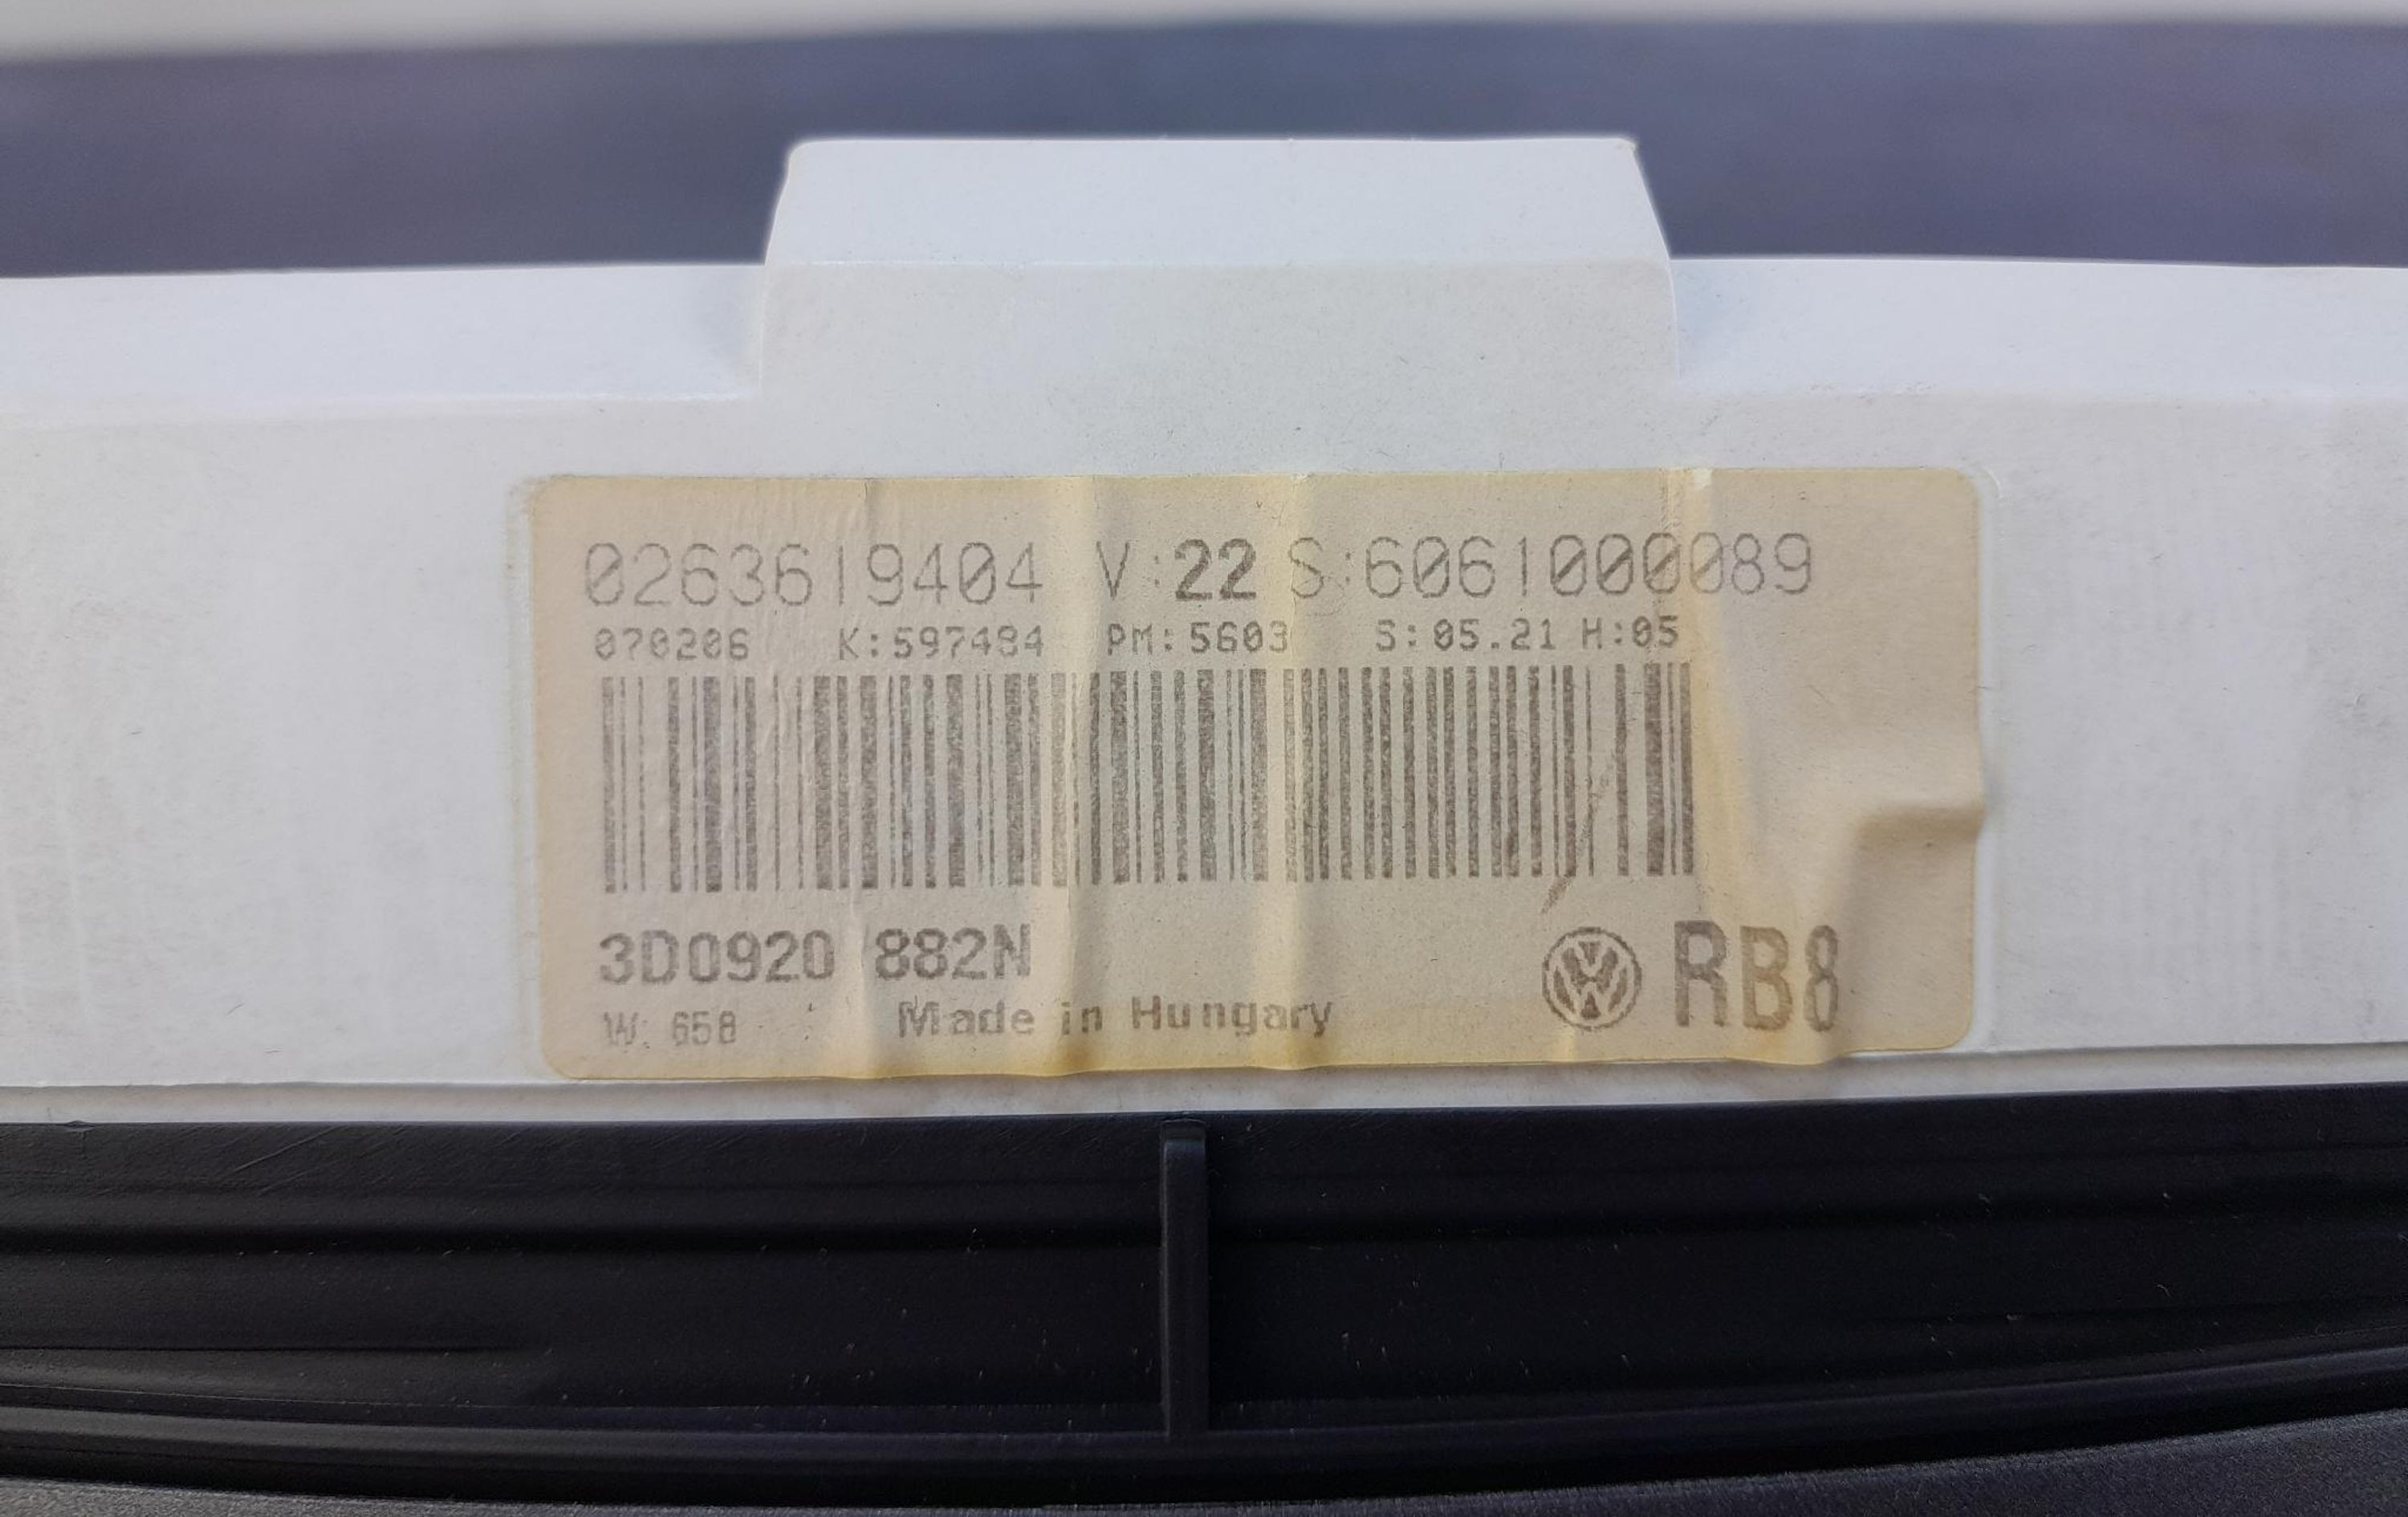 0263619404 V:22 S:6061000089
070206 K:597484 PM:5603 S:05.21 H:05
3D0920 882N
W: 658 Made in Hungary
RB8